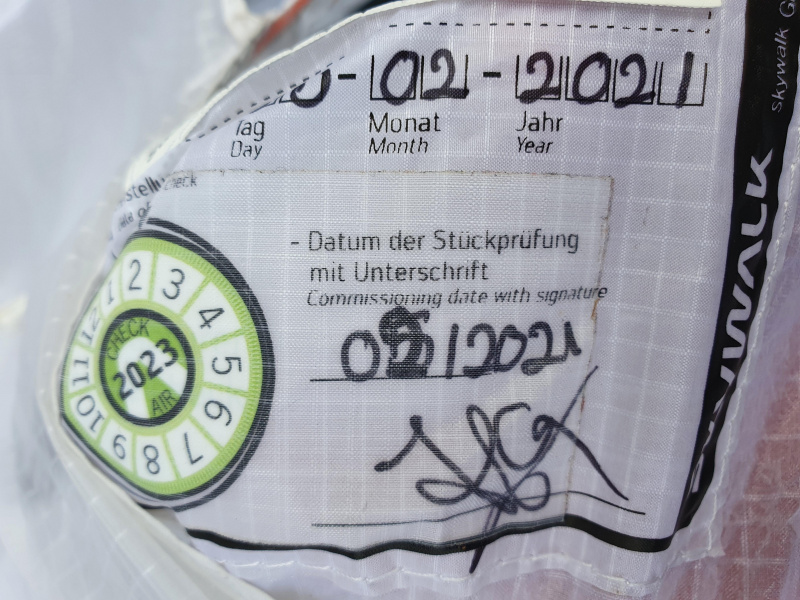 -02-2021
Tag Monat Jahr
Day Month Year
- Datum der Stückprüfung
mit Unterschrift
Commissioning date with signature
/2021
1 2 3 4 5 6 7 8 9 10 11 12
CHECK
2023
AIR
skywalk